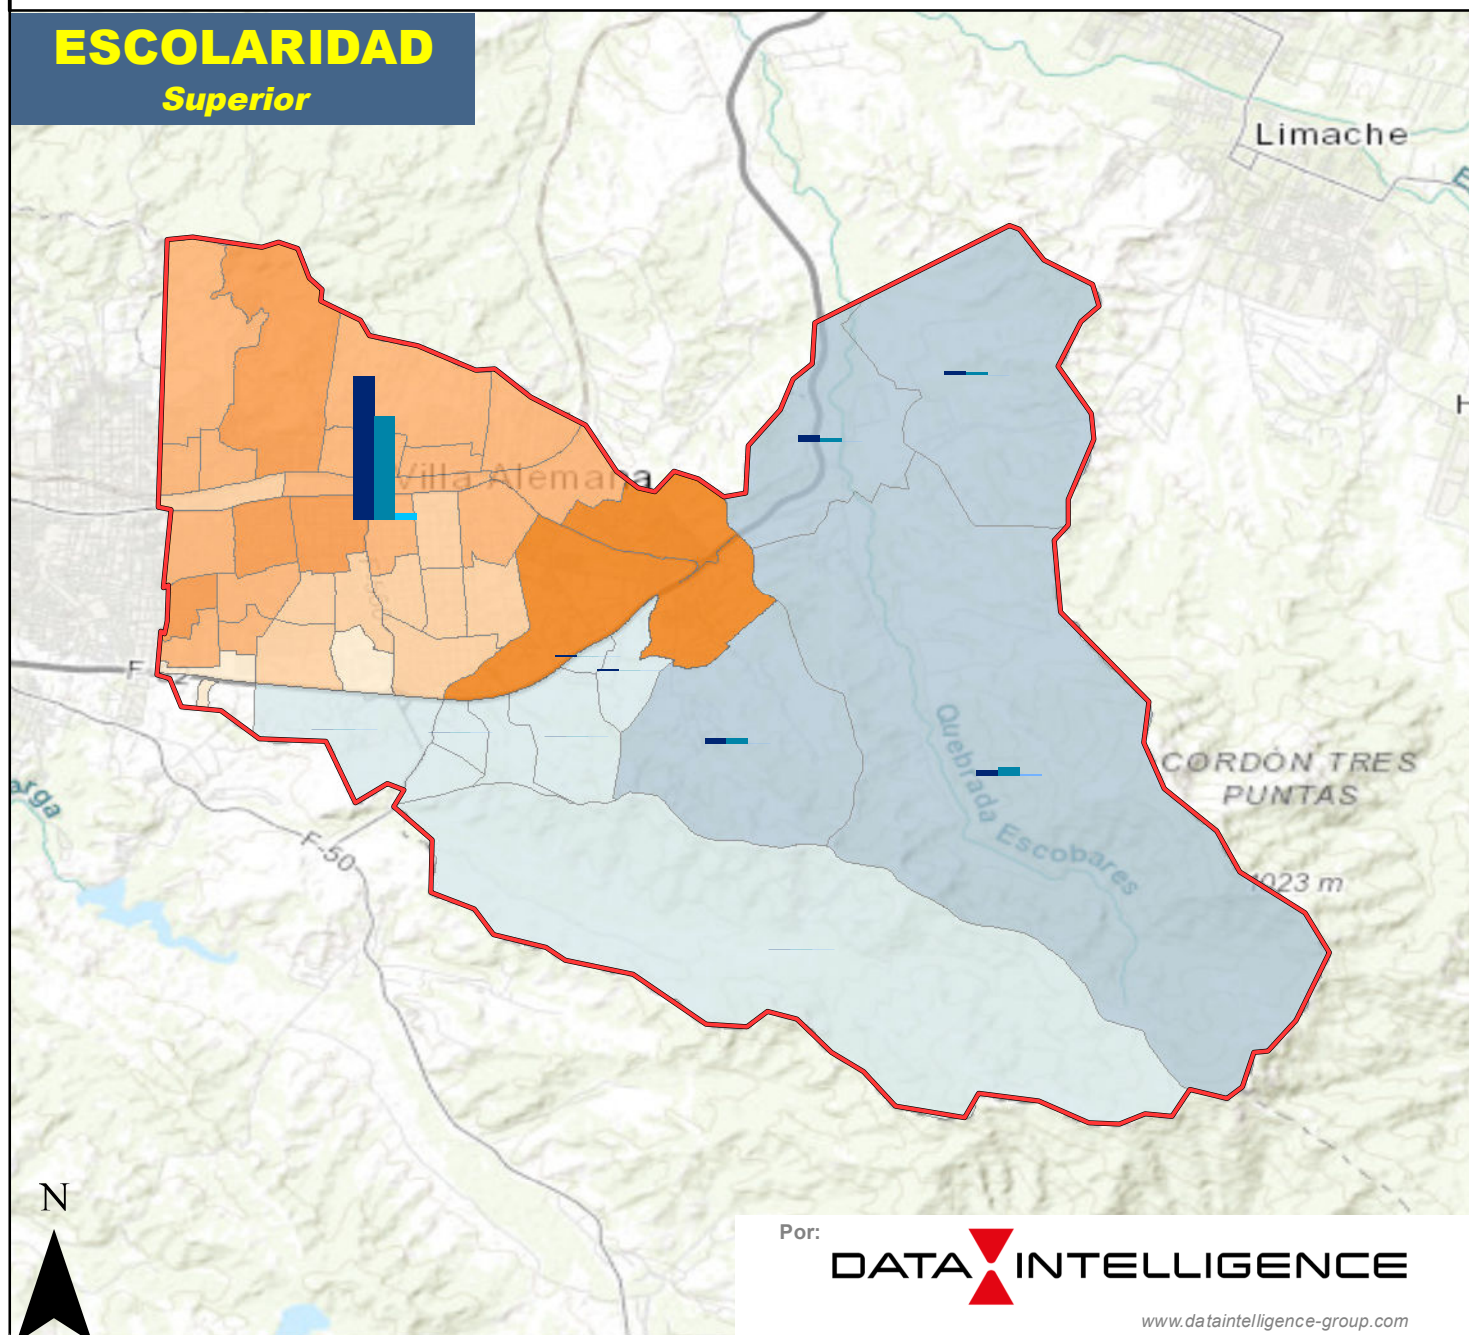 ESCOLARIDAD
Superior
Limache
Villa Alemana
CORDÓN TRES
PUNTAS
Quebrada Escobares
1023 m
F-50
arga
N
Por:
DATA INTELLIGENCE
www.dataintelligence-group.com